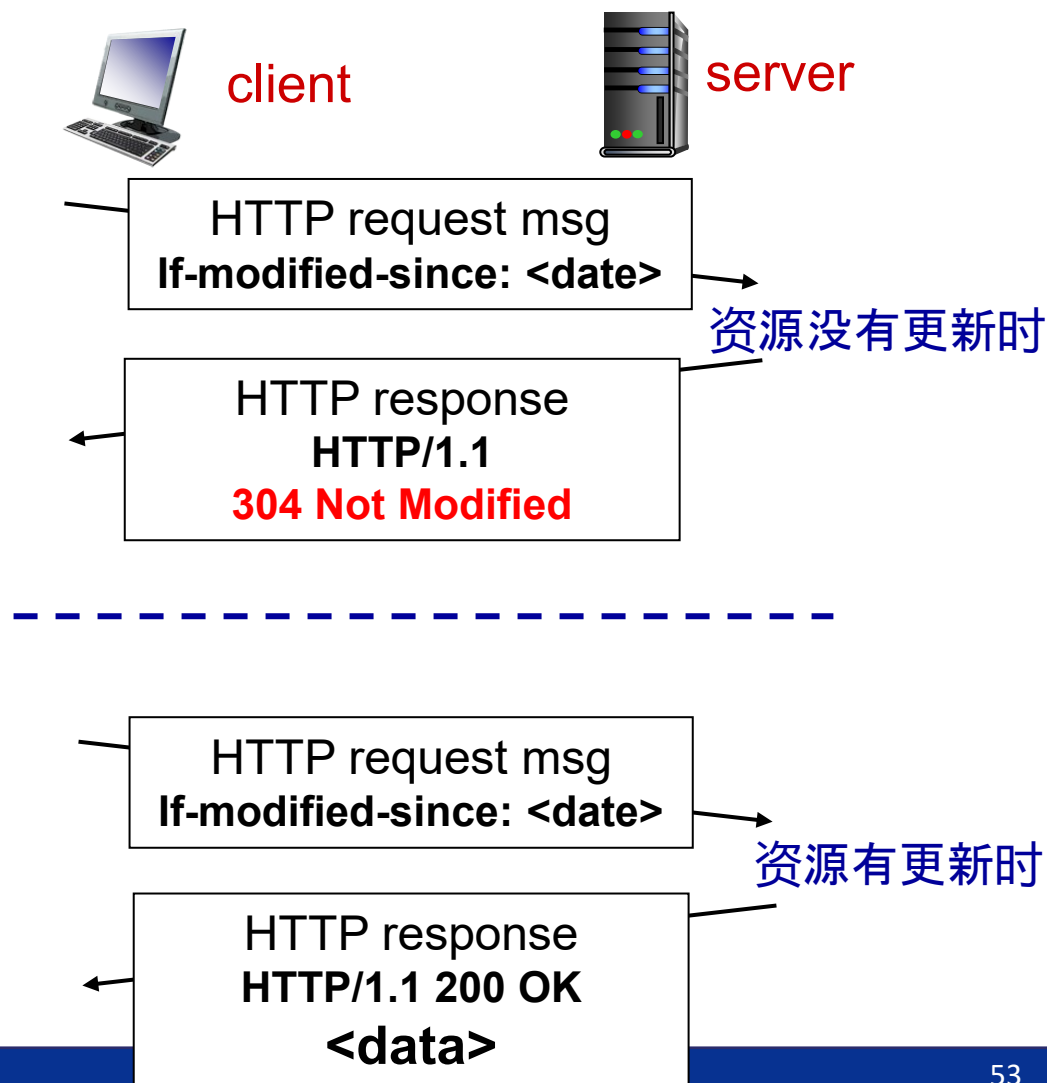 client
server
HTTP request msg
If-modified-since: <date>
资源没有更新时
HTTP response
HTTP/1.1
304 Not Modified
HTTP request msg
If-modified-since: <date>
资源有更新时
HTTP response
HTTP/1.1 200 OK
<data>
53